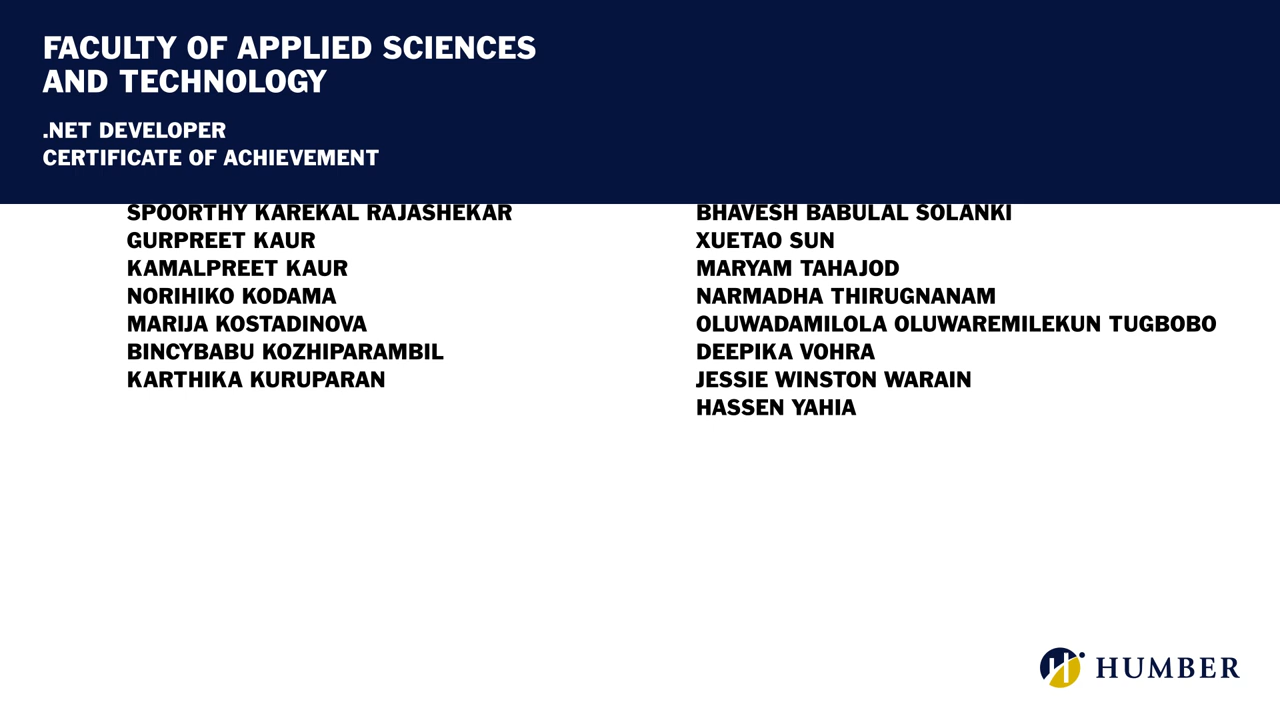 FACULTY OF APPLIED SCIENCES
AND TECHNOLOGY
.NET DEVELOPER
CERTIFICATE OF ACHIEVEMENT
SPOORTHY KAREKAL RAJASHEKAR
GURPREET KAUR
KAMALPREET KAUR
NORIHIKO KODAMA
MARIJA KOSTADINOVA
BINCYBABU KOZHIPARAMBIL
KARTHIKA KURUPARAN
BHAVESH BABULAL SOLANKI
XUETAO SUN
MARYAM TAHAJOD
NARMADHA THIRUGNANAM
OLUWADAMILOLA OLUWAREMILEKUN TUGBOBO
DEEPIKA VOHRA
JESSIE WINSTON WARAIN
HASSEN YAHIA
HUMBER